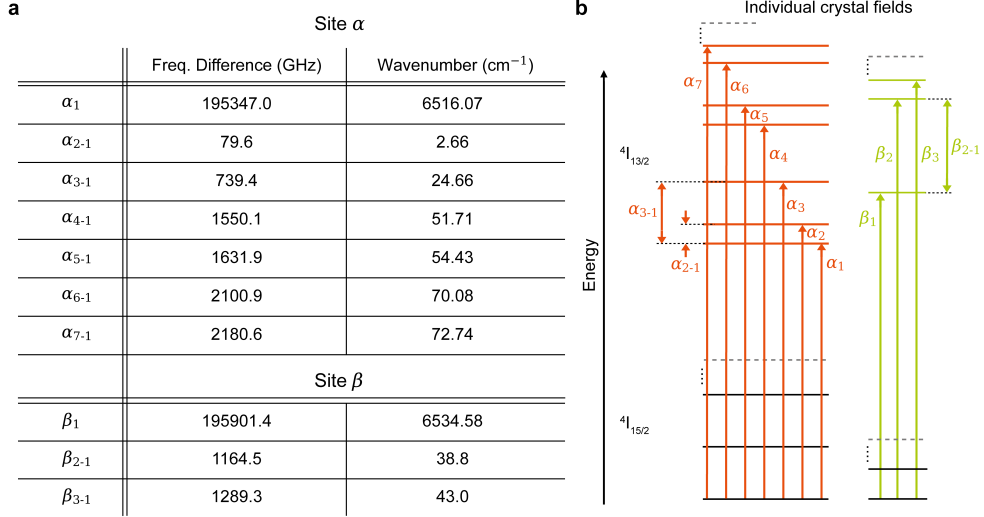 a
Site α
Freq. Difference (GHz) Wavenumber (cm⁻¹)
α₁ 195347.0 6516.07
α₂₋₁ 79.6 2.66
α₃₋₁ 739.4 24.66
α₄₋₁ 1550.1 51.71
α₅₋₁ 1631.9 54.43
α₆₋₁ 2100.9 70.08
α₇₋₁ 2180.6 72.74
Site β
β₁ 195901.4 6534.58
β₂₋₁ 1164.5 38.8
β₃₋₁ 1289.3 43.0
b
Individual crystal fields
Energy
⁴I₁₃/₂
⁴I₁₅/₂
α₇
α₆
α₅
α₄
α₃
α₂
α₁
α₃₋₁
α₂₋₁
β₁
β₂
β₃
β₂₋₁